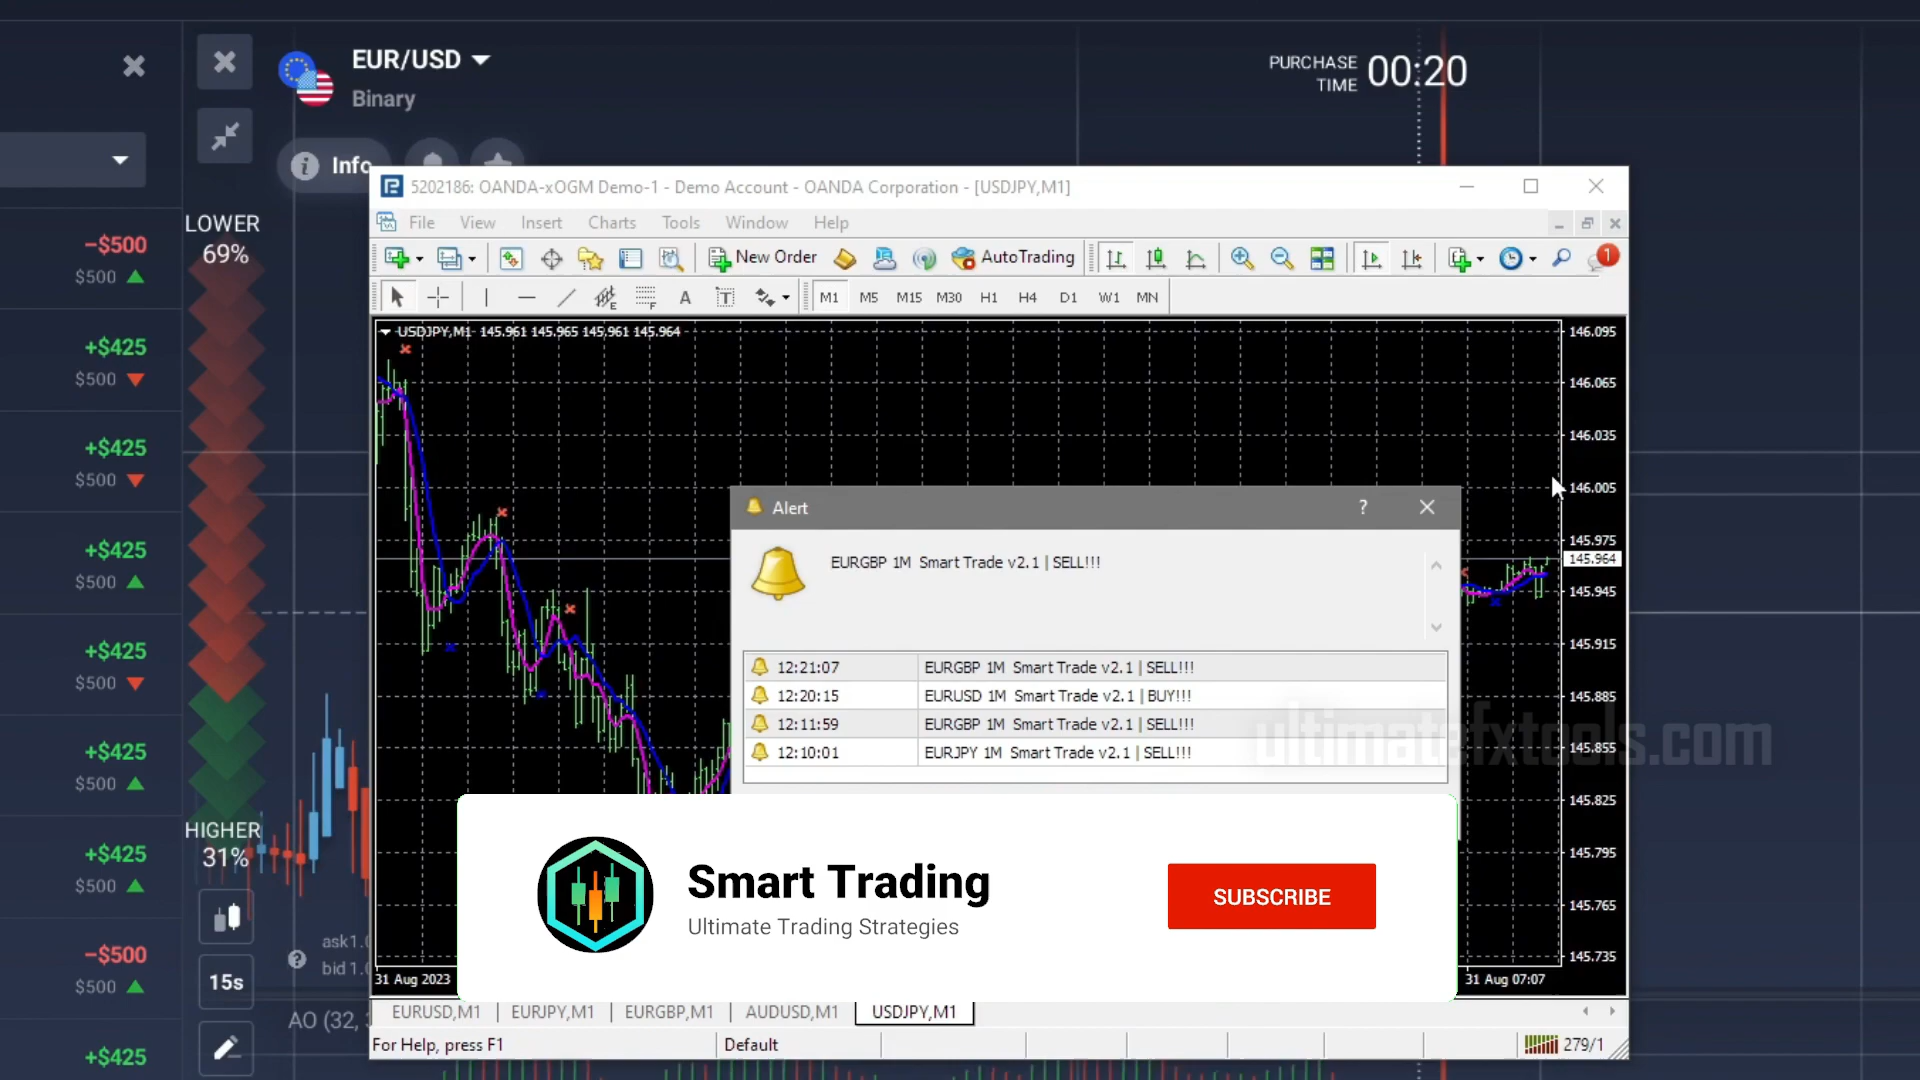 EUR/USD
Binary
PURCHASE
TIME 00:20
Info
LOWER
69%
HIGHER
31%
−$500
$500
+$425
$500
+$425
$500
+$425
$500
+$425
$500
+$425
$500
+$425
$500
−$500
$500
+$425
15s
ask1.0
bid 1.0
AO (32,
5202186: OANDA-xOGM Demo-1 - Demo Account - OANDA Corporation - [USDJPY,M1]
File View Insert Charts Tools Window Help
New Order AutoTrading 1
A T E F
M1 M5 M15 M30 H1 H4 D1 W1 MN
USDJPY,M1 145.961 145.965 145.961 145.964
146.095
146.065
146.035
146.005
145.975
145.964
145.945
145.915
145.885
145.855
145.825
145.795
145.765
145.735
Alert ?
EURGBP 1M Smart Trade v2.1 | SELL!!!
12:21:07 EURGBP 1M Smart Trade v2.1 | SELL!!!
12:20:15 EURUSD 1M Smart Trade v2.1 | BUY!!!
12:11:59 EURGBP 1M Smart Trade v2.1 | SELL!!!
12:10:01 EURJPY 1M Smart Trade v2.1 | SELL!!!
ultimatefxtools.com
Smart Trading
Ultimate Trading Strategies
SUBSCRIBE
31 Aug 2023
31 Aug 07:07
EURUSD,M1 EURJPY,M1 EURGBP,M1 AUDUSD,M1 USDJPY,M1
For Help, press F1 Default 279/1